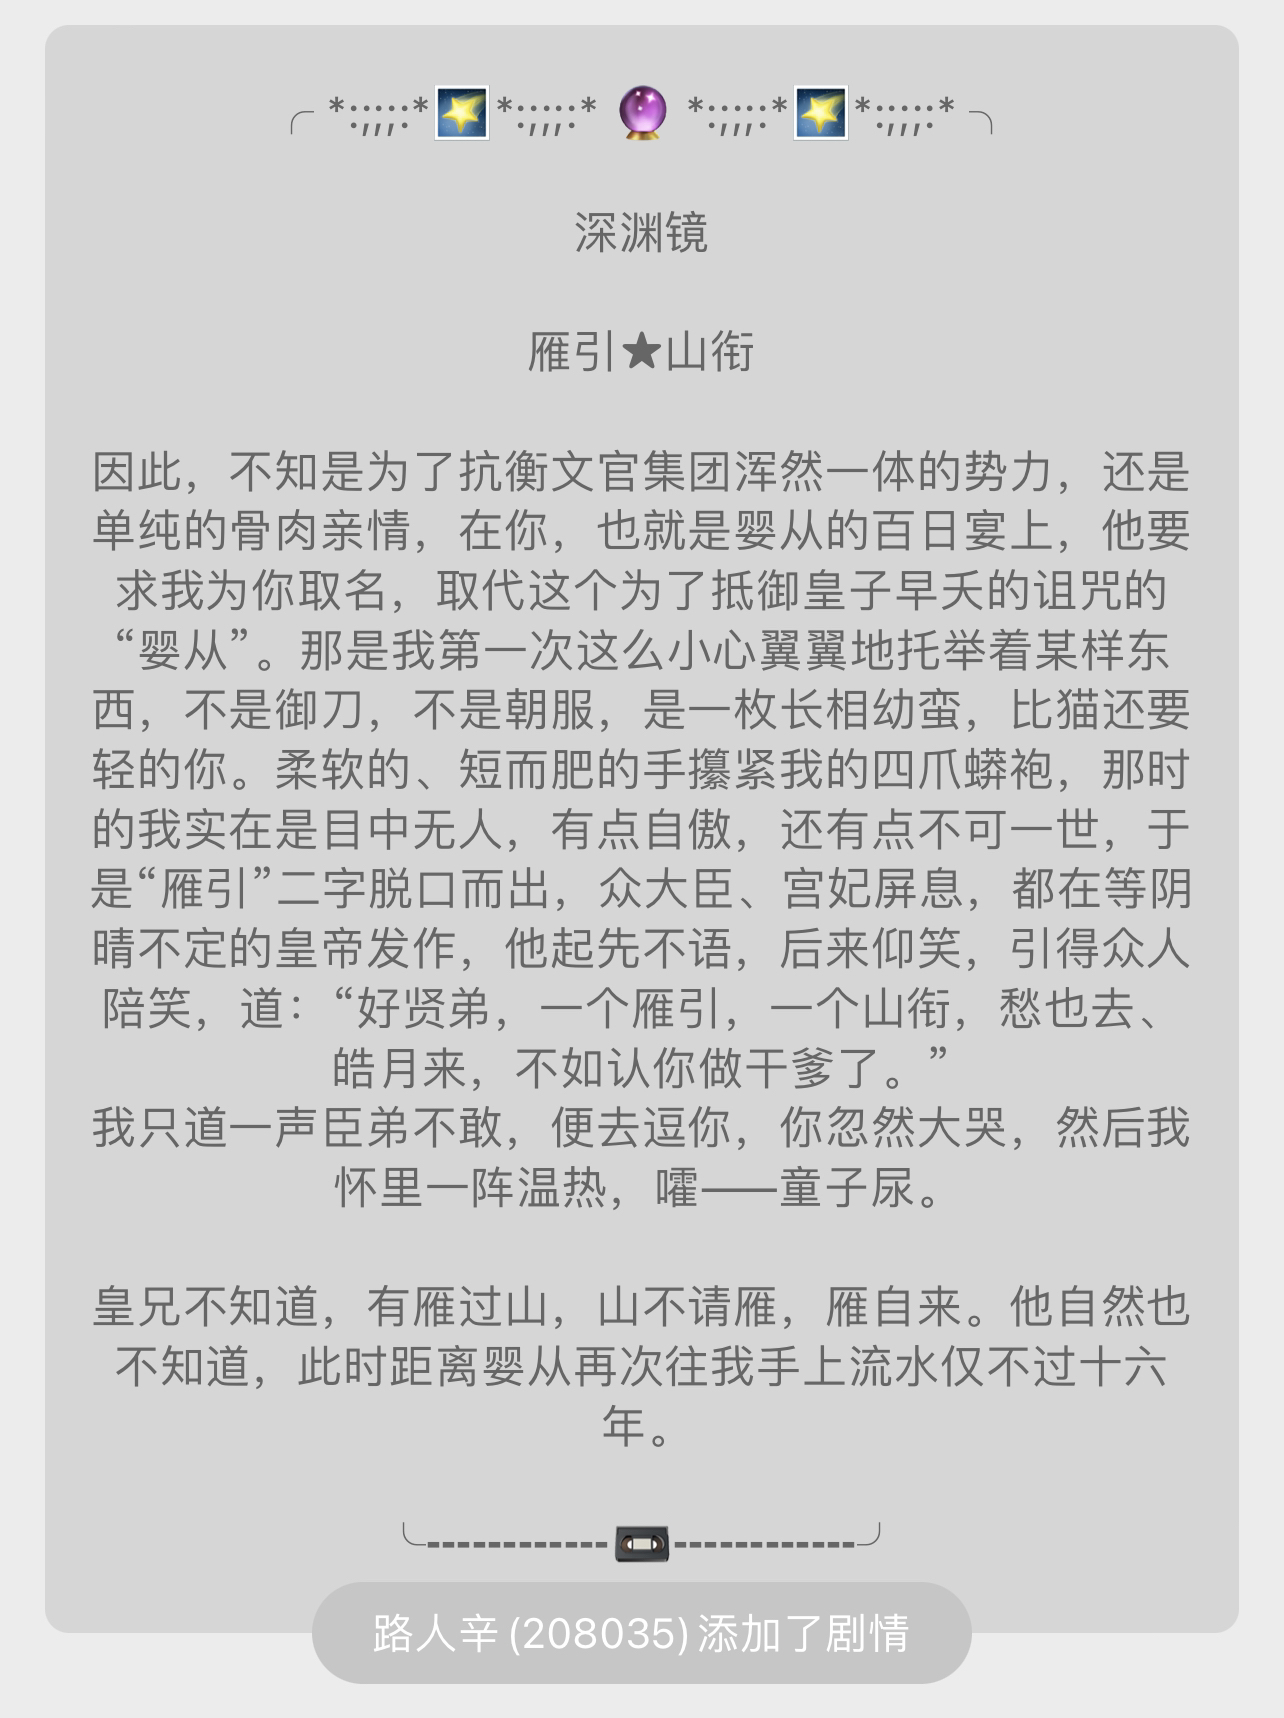 ╭ *:;,,,:* 🌠 *:;,,,:* 🔮 *:;,,,:* 🌠 *:;,,,:* ╮
深渊镜
雁引★山衔
因此，不知是为了抗衡文官集团浑然一体的势力，还是
单纯的骨肉亲情，在你，也就是婴从的百日宴上，他要
求我为你取名，取代这个为了抵御皇子早夭的诅咒的
“婴从”。那是我第一次这么小心翼翼地托举着某样东
西，不是御刀，不是朝服，是一枚长相幼蛮，比猫还要
轻的你。柔软的、短而肥的手攥紧我的四爪蟒袍，那时
的我实在是目中无人，有点自傲，还有点不可一世，于
是“雁引”二字脱口而出，众大臣、宫妃屏息，都在等阴
晴不定的皇帝发作，他起先不语，后来仰笑，引得众人
陪笑，道：“好贤弟，一个雁引，一个山衔，愁也去、
皓月来，不如认你做干爹了。”
我只道一声臣弟不敢，便去逗你，你忽然大哭，然后我
怀里一阵温热，嚯——童子尿。
皇兄不知道，有雁过山，山不请雁，雁自来。他自然也
不知道，此时距离婴从再次往我手上流水仅不过十六
年。
╰------------ 📼 ------------╯
路人辛(208035)添加了剧情